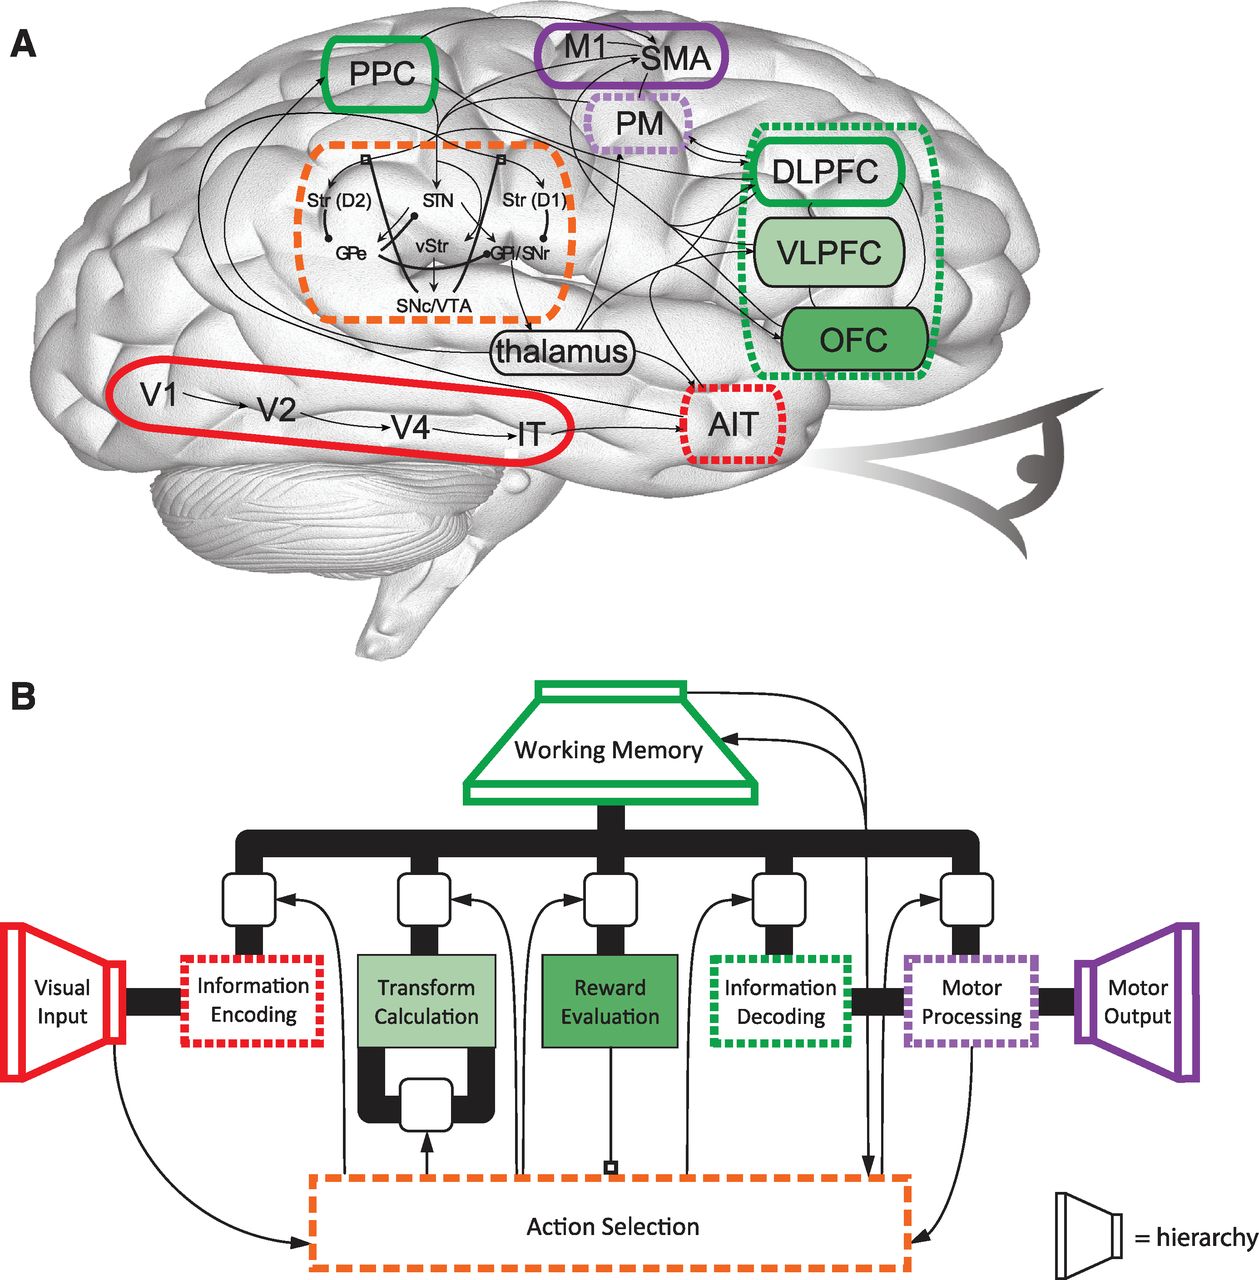 A
PPC
M1
SMA
PM
DLPFC
VLPFC
OFC
Str (D2)
STN
Str (D1)
GPe
vStr
GPi/SNr
SNc/VTA
thalamus
V1
V2
V4
IT
AIT
B
Working Memory
Visual
Input
Information
Encoding
Transform
Calculation
Reward
Evaluation
Information
Decoding
Motor
Processing
Motor
Output
Action Selection
= hierarchy